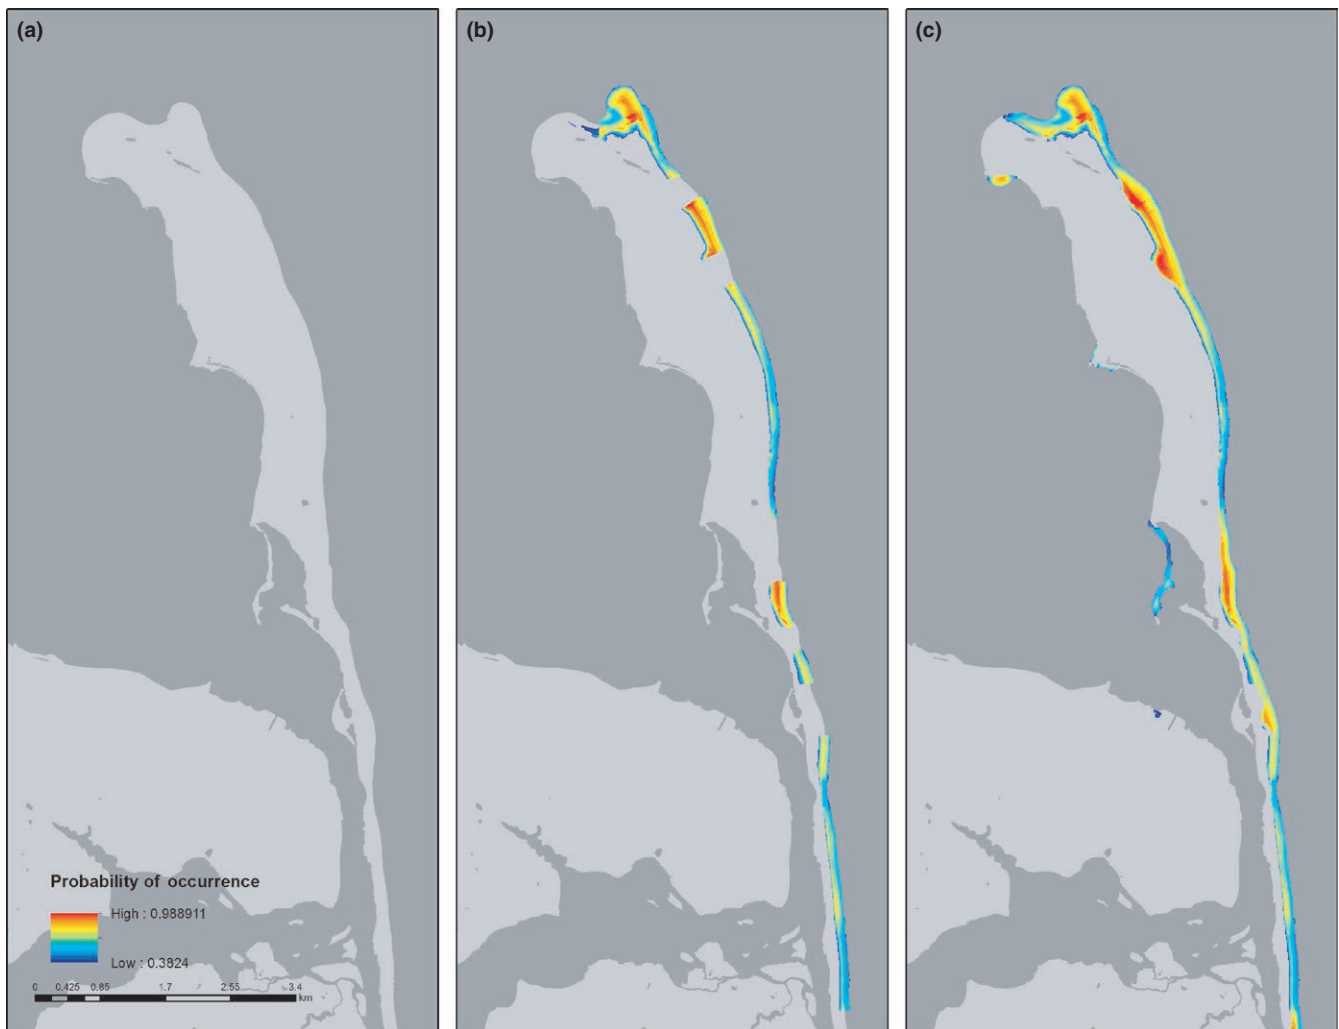 (a)
(b)
(c)
Probability of occurrence
High : 0.988911
Low : 0.3824
0 0.425 0.85 1.7 2.55 3.4
km